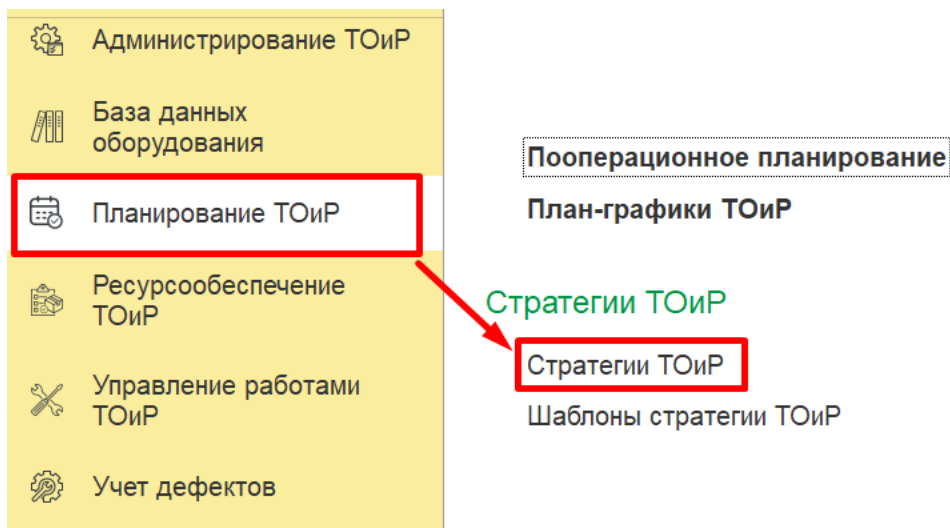 Администрирование ТОиР
База данных
оборудования
Планирование ТОиР
Ресурсообеспечение
ТОиР
Управление работами
ТОиР
Учет дефектов
Пооперационное планирование
План-графики ТОиР
Стратегии ТОиР
Стратегии ТОиР
Шаблоны стратегии ТОиР